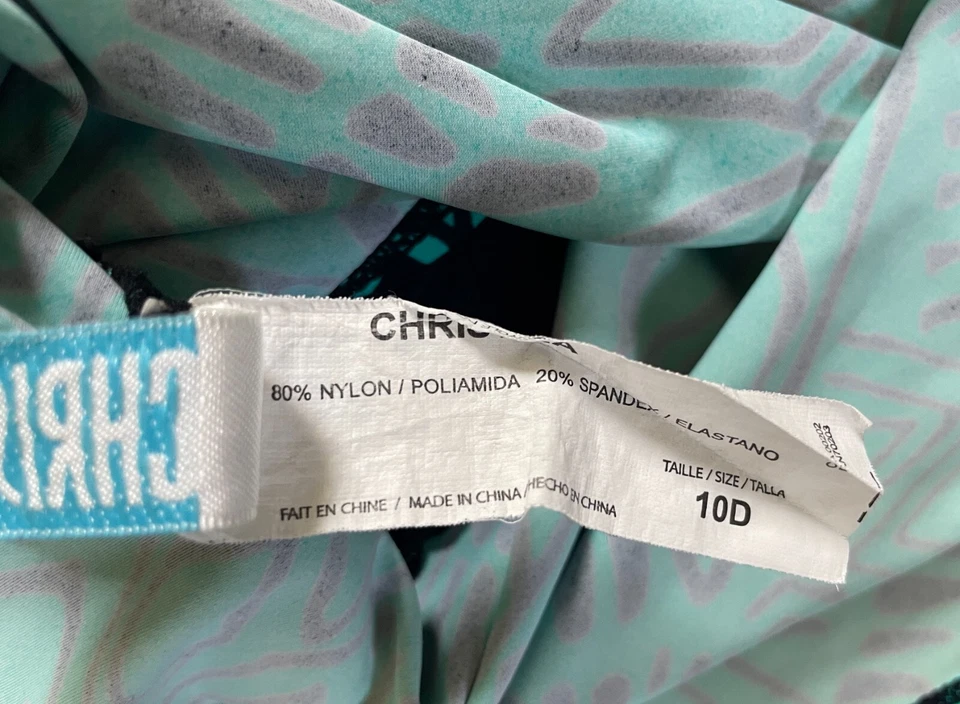 CHRI
80% NYLON / POLIAMIDA 20% SPANDEX / ELASTANO
TAILLE / SIZE / TALLA
10D
FAIT EN CHINE / MADE IN CHINA / HECHO EN CHINA